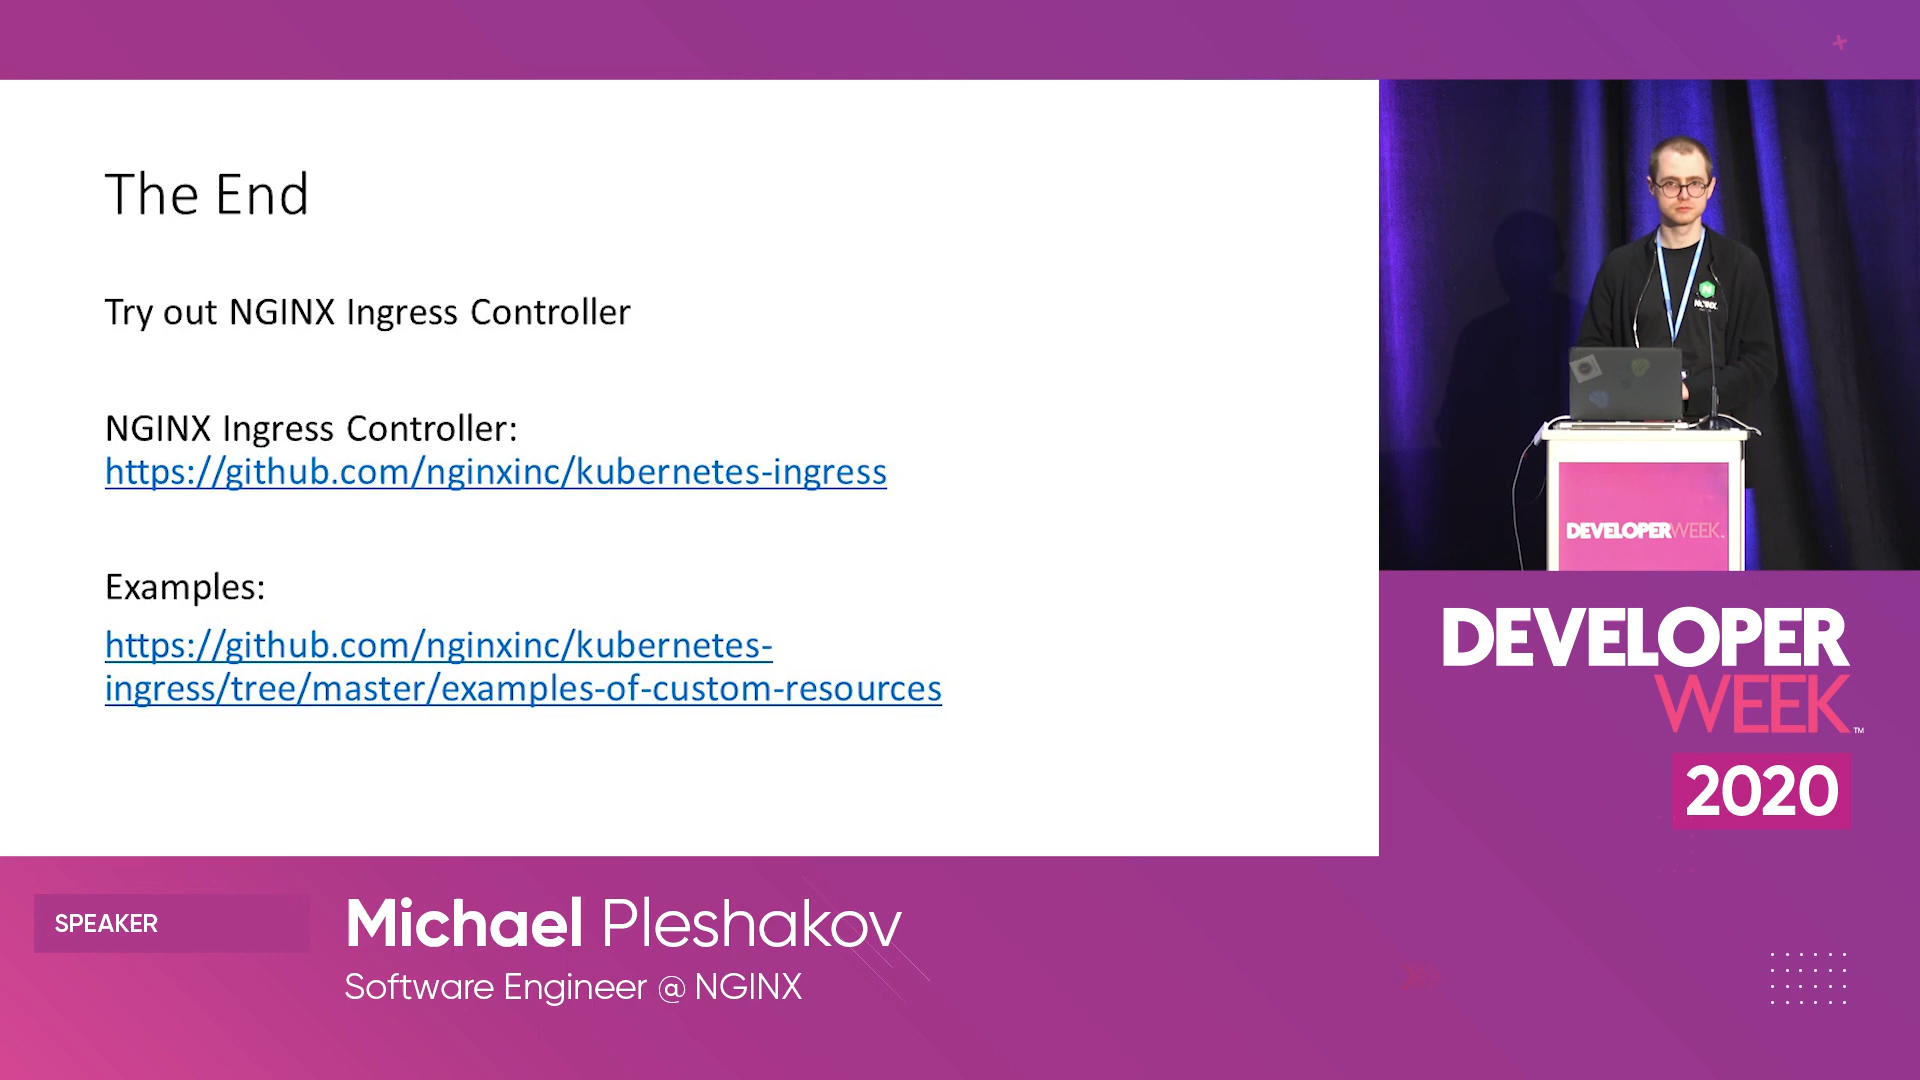 The End
Try out NGINX Ingress Controller
NGINX Ingress Controller:
https://github.com/nginxinc/kubernetes-ingress
Examples:
https://github.com/nginxinc/kubernetes-
ingress/tree/master/examples-of-custom-resources
NGINX
DEVELOPERWEEK.
DEVELOPER
WEEK™
2020
SPEAKER
Michael Pleshakov
Software Engineer @ NGINX